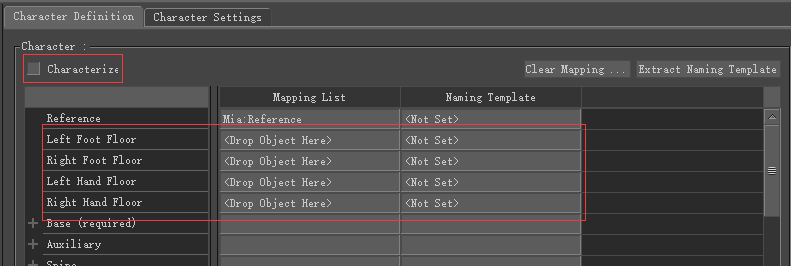 Character Definition Character Settings
Character :
Characterize Clear Mapping ... Extract Naming Template
Mapping List Naming Template
Reference Mia:Reference <Not Set>
Left Foot Floor <Drop Object Here> <Not Set>
Right Foot Floor <Drop Object Here> <Not Set>
Left Hand Floor <Drop Object Here> <Not Set>
Right Hand Floor <Drop Object Here> <Not Set>
Base (required)
Auxiliary
Spine